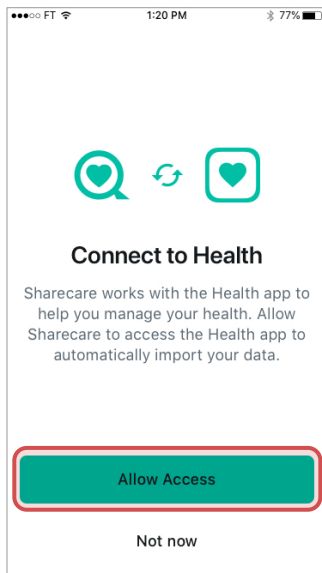 FT 1:20 PM 77%
Connect to Health
Sharecare works with the Health app to
help you manage your health. Allow
Sharecare to access the Health app to
automatically import your data.
Allow Access
Not now